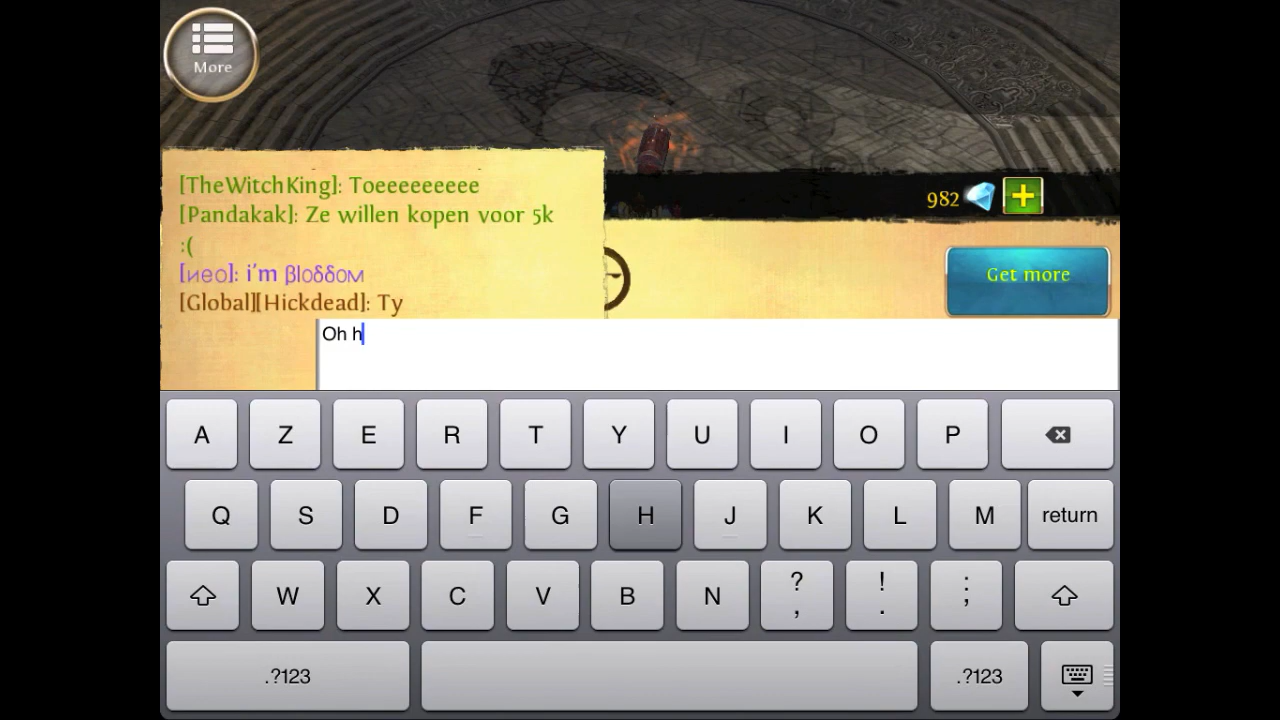 More
[TheWitchKing]: Toeeeeeeeee
[Pandakak]: Ze willen kopen voor 5k
:(
982
[иeo]: i'm βloδδoм
Get more
[Global][Hickdead]: Ty
Oh h
A Z E R T Y U I O P
Q S D F G H J K L M return
W X C V B N ? , ! . : ;
.?123 .?123